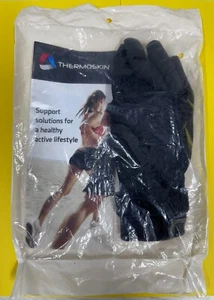 THERMOSKIN
Support
solutions for
a healthy
active lifestyle